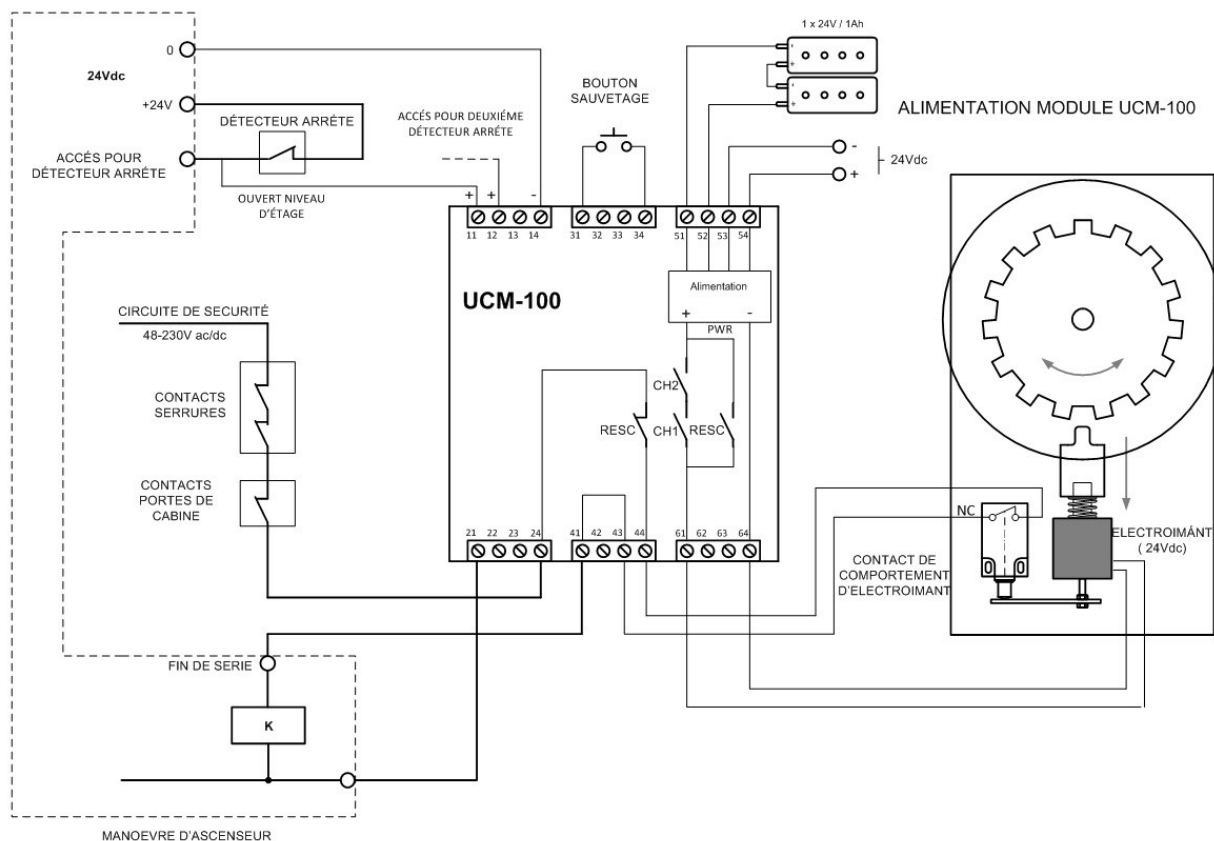 1 x 24V / 1Ah
0
24Vdc
+24V
DÉTECTEUR ARRÊTE
ACCÉS POUR
DÉTECTEUR ARRÊTE
OUVERT NIVEAU
D'ÉTAGE
ACCÉS POUR DEUXIÉME
DÉTECTEUR ARRÊTE
BOUTON
SAUVETAGE
- + - +
ALIMENTATION MODULE UCM-100
-
+
24Vdc
+ + -
11 12 13 14
31 32 33 34
51 52 53 54
UCM-100
Alimentation
+ -
PWR
CH2
RESC CH1 RESC
CIRCUITE DE SECURITÉ
48-230V ac/dc
CONTACTS
SERRURES
CONTACTS
PORTES DE
CABINE
21 22 23 24
41 42 43 44
61 62 63 64
NC
ELECTROIMÁNT
( 24Vdc)
CONTACT DE
COMPORTEMENT
D'ELECTROIMANT
FIN DE SERIE
K
MANOEVRE D'ASCENSEUR